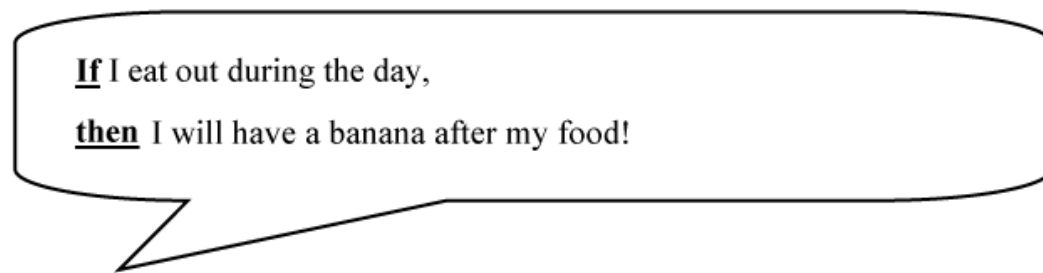 If I eat out during the day,
then I will have a banana after my food!